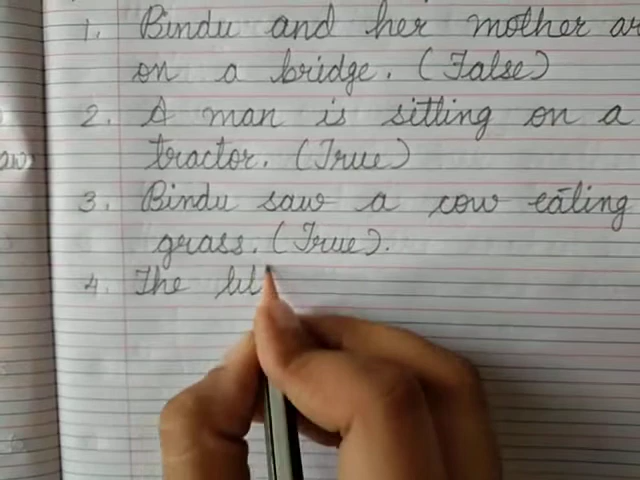 1. Bindu and her mother
on a bridge. (False)
2. A man is sitting on a
tractor. (True)
3. Bindu saw a cow eating
grass. (True).
4. The